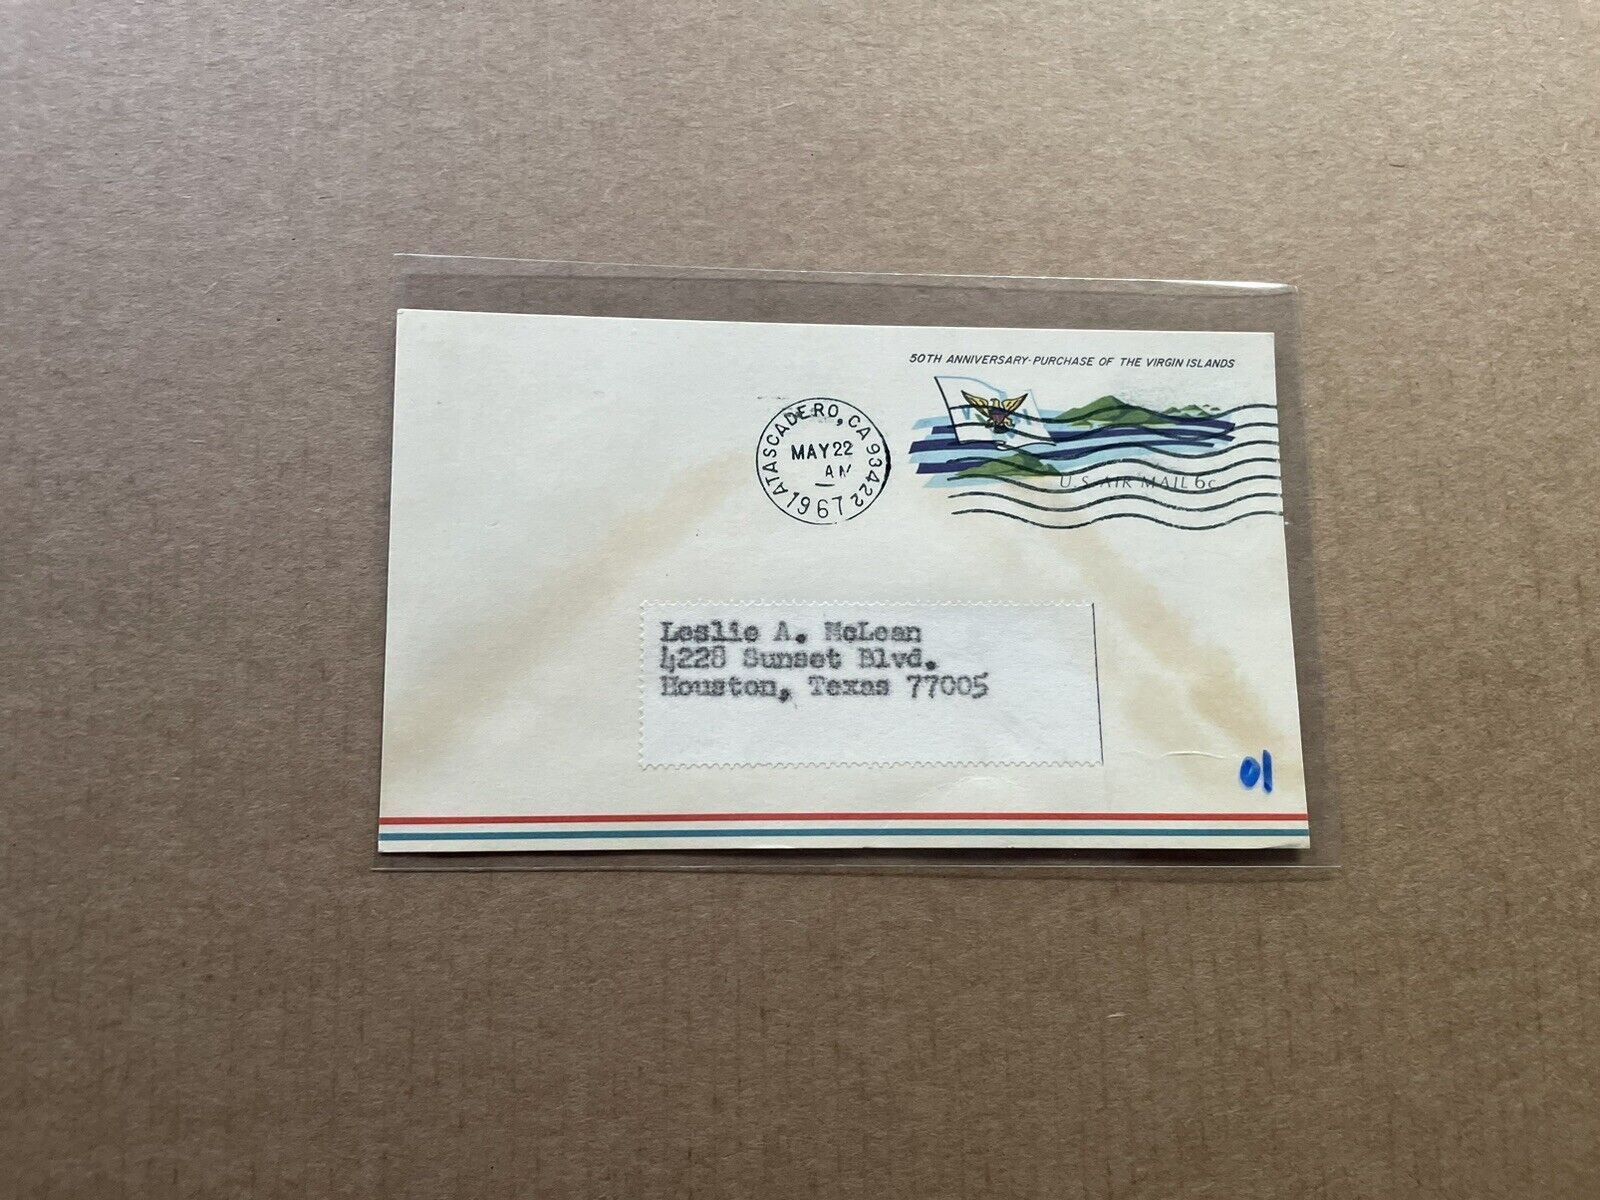 50TH ANNIVERSARY-PURCHASE OF THE VIRGIN ISLANDS
V I
U.S. AIR MAIL 6c
ATASCADERO, CA 93422
MAY 22
AM
1967
Leslie A. McLean
4228 Sunset Blvd.
Houston, Texas 77005
01